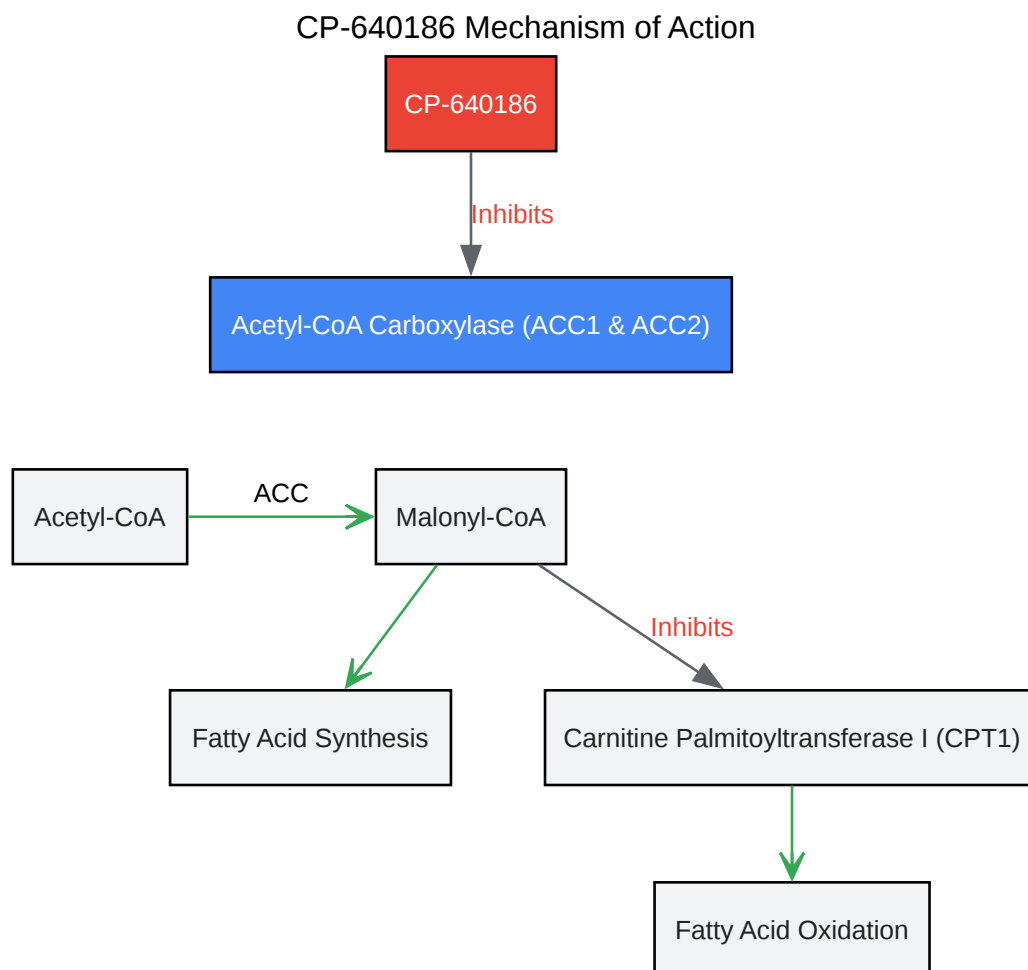 CP-640186 Mechanism of Action
CP-640186
Inhibits
Acetyl-CoA Carboxylase (ACC1 & ACC2)
Acetyl-CoA
ACC
Malonyl-CoA
Inhibits
Fatty Acid Synthesis
Carnitine Palmitoyltransferase I (CPT1)
Fatty Acid Oxidation